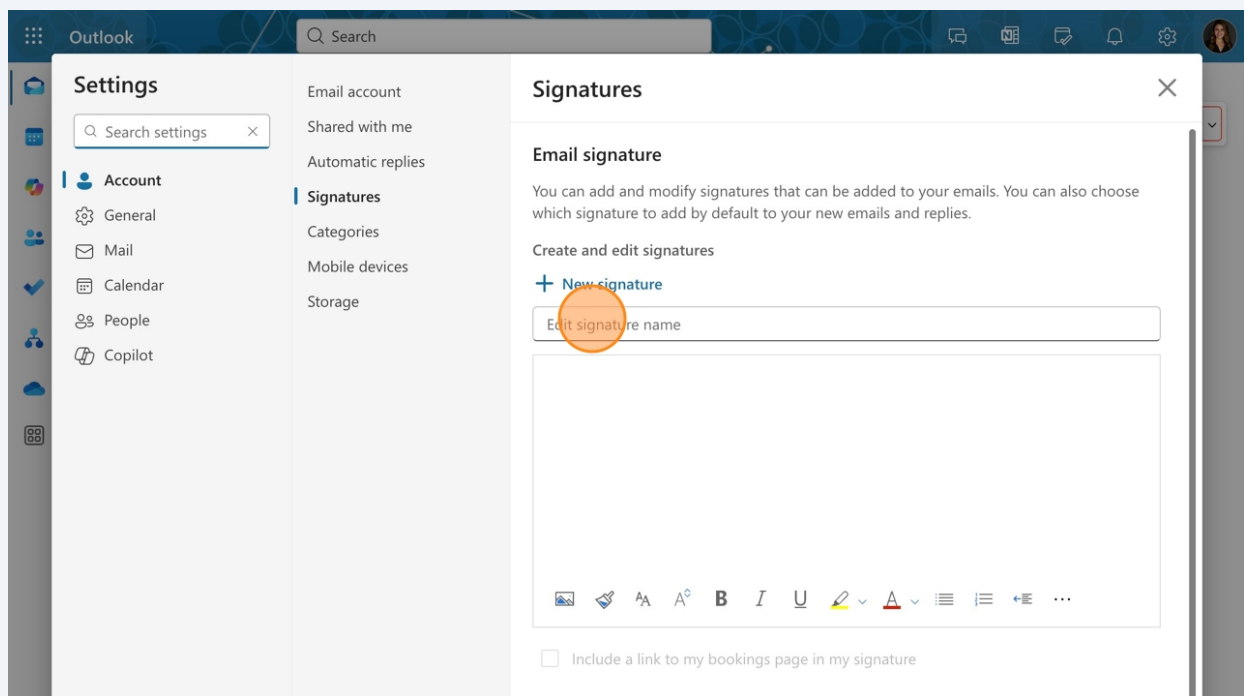 Outlook
Search
Settings
Search settings
Account
General
Mail
Calendar
People
Copilot
Email account
Shared with me
Automatic replies
Signatures
Categories
Mobile devices
Storage
Signatures
Email signature
You can add and modify signatures that can be added to your emails. You can also choose
which signature to add by default to your new emails and replies.
Create and edit signatures
New signature
Edit signature name
B I U A
Include a link to my bookings page in my signature